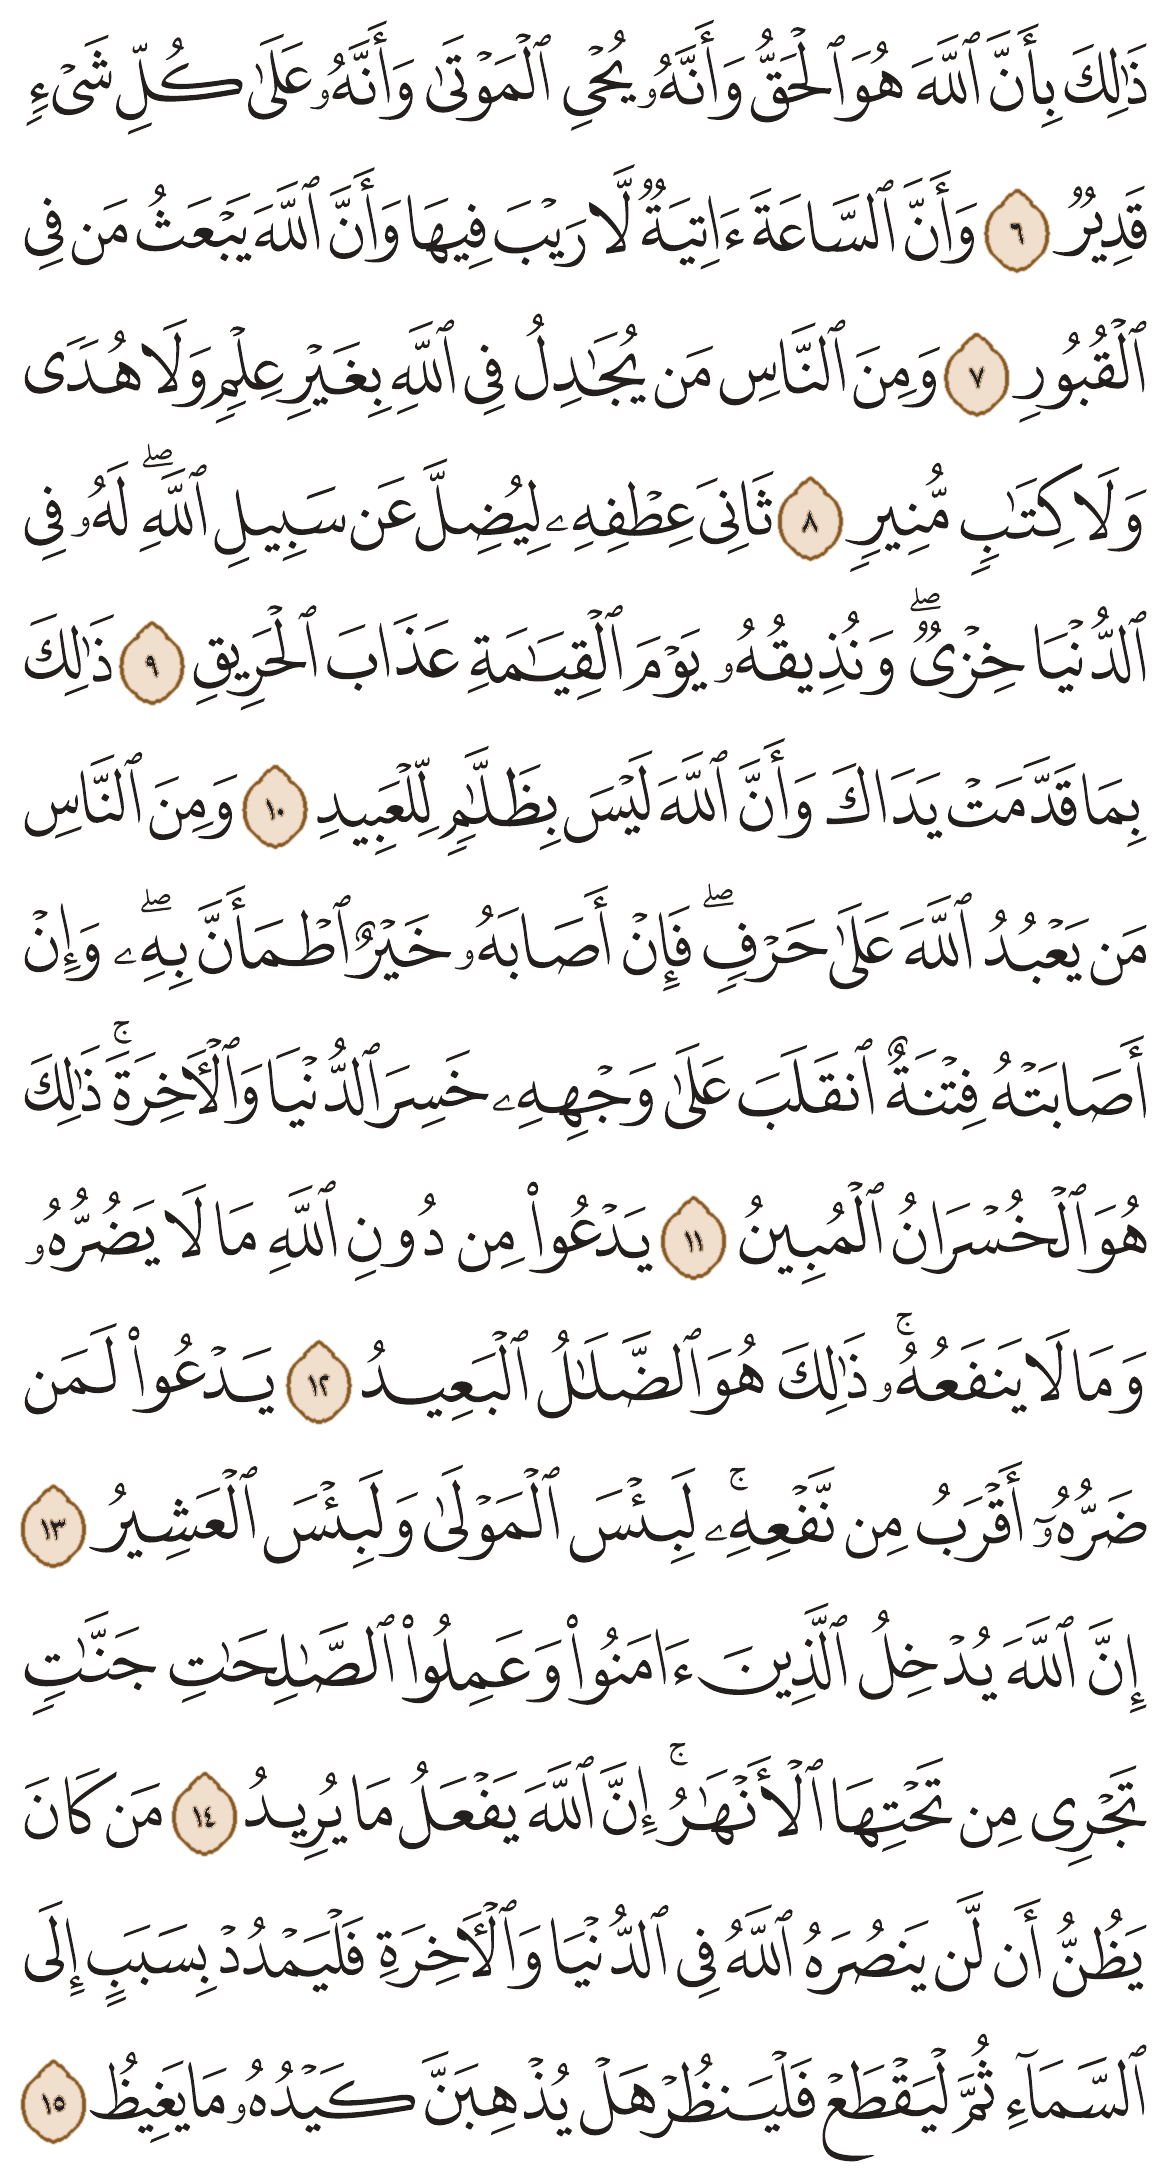 ذَٰلِكَ بِأَنَّ ٱللَّهَ هُوَ ٱلۡحَقُّ وَأَنَّهُۥ يُحۡيِ ٱلۡمَوۡتَىٰ وَأَنَّهُۥ عَلَىٰ كُلِّ شَيۡءٖ
قَدِيرٞ ٦ وَأَنَّ ٱلسَّاعَةَ ءَاتِيَةٞ لَّا رَيۡبَ فِيهَا وَأَنَّ ٱللَّهَ يَبۡعَثُ مَن فِي
ٱلۡقُبُورِ ٧ وَمِنَ ٱلنَّاسِ مَن يُجَٰدِلُ فِي ٱللَّهِ بِغَيۡرِ عِلۡمٖ وَلَا هُدٗى
وَلَا كِتَٰبٖ مُّنِيرٖ ٨ ثَانِيَ عِطۡفِهِۦ لِيُضِلَّ عَن سَبِيلِ ٱللَّهِۖ لَهُۥ فِي
ٱلدُّنۡيَا خِزۡيٞۖ وَنُذِيقُهُۥ يَوۡمَ ٱلۡقِيَٰمَةِ عَذَابَ ٱلۡحَرِيقِ ٩ ذَٰلِكَ
بِمَا قَدَّمَتۡ يَدَاكَ وَأَنَّ ٱللَّهَ لَيۡسَ بِظَلَّٰمٖ لِّلۡعَبِيدِ ١٠ وَمِنَ ٱلنَّاسِ
مَن يَعۡبُدُ ٱللَّهَ عَلَىٰ حَرۡفٖۖ فَإِنۡ أَصَابَهُۥ خَيۡرٌ ٱطۡمَأَنَّ بِهِۦۖ وَإِنۡ
أَصَابَتۡهُ فِتۡنَةٌ ٱنقَلَبَ عَلَىٰ وَجۡهِهِۦ خَسِرَ ٱلدُّنۡيَا وَٱلۡأٓخِرَةَۚ ذَٰلِكَ
هُوَ ٱلۡخُسۡرَانُ ٱلۡمُبِينُ ١١ يَدۡعُواْ مِن دُونِ ٱللَّهِ مَا لَا يَضُرُّهُۥ
وَمَا لَا يَنفَعُهُۥۚ ذَٰلِكَ هُوَ ٱلضَّلَٰلُ ٱلۡبَعِيدُ ١٢ يَدۡعُواْ لَمَن
ضَرُّهُۥٓ أَقۡرَبُ مِن نَّفۡعِهِۦۚ لَبِئۡسَ ٱلۡمَوۡلَىٰ وَلَبِئۡسَ ٱلۡعَشِيرُ ١٣
إِنَّ ٱللَّهَ يُدۡخِلُ ٱلَّذِينَ ءَامَنُواْ وَعَمِلُواْ ٱلصَّٰلِحَٰتِ جَنَّٰتٖ
تَجۡرِي مِن تَحۡتِهَا ٱلۡأَنۡهَٰرُۚ إِنَّ ٱللَّهَ يَفۡعَلُ مَا يُرِيدُ ١٤ مَن كَانَ
يَظُنُّ أَن لَّن يَنصُرَهُ ٱللَّهُ فِي ٱلدُّنۡيَا وَٱلۡأٓخِرَةِ فَلۡيَمۡدُدۡ بِسَبَبٍ إِلَى
ٱلسَّمَآءِ ثُمَّ لۡيَقۡطَعۡ فَلۡيَنظُرۡ هَلۡ يُذۡهِبَنَّ كَيۡدُهُۥ مَا يَغِيظُ ١٥